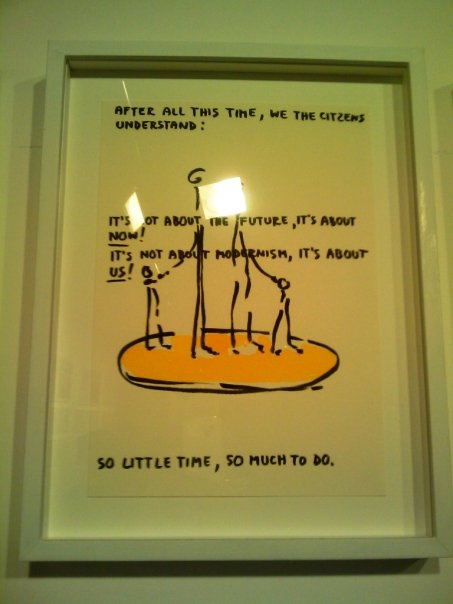 AFTER ALL THIS TIME, WE THE CITZENS
UNDERSTAND:
IT'S NOT ABOUT THE FUTURE, IT'S ABOUT
NOW!
IT'S NOT ABOUT MODERNISM, IT'S ABOUT
US!
SO LITTLE TIME, SO MUCH TO DO.